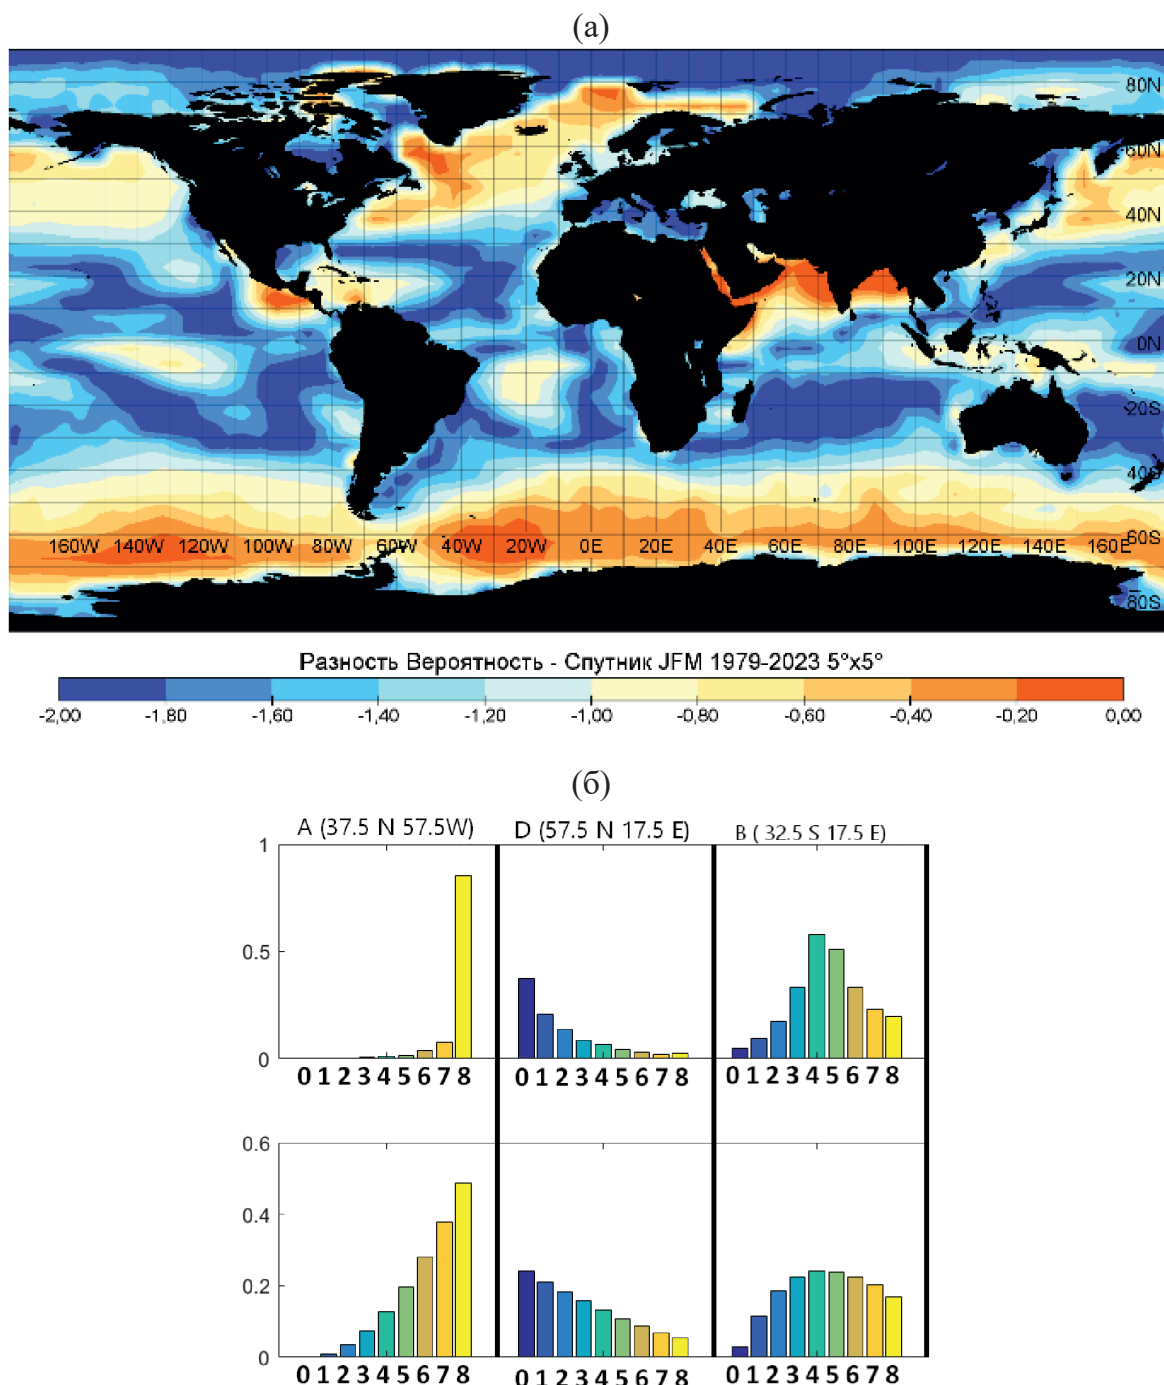 (а)
80N
60N
40N
20N
0N
20S
40S
60S
160W 140W 120W 100W 80W 60W 40W 20W 0E 20E 40E 60E 80E 100E 120E 140E 160E
80S
Разность Вероятность - Спутник JFM 1979-2023 5°x5°
-2,00 -1,80 -1,60 -1,40 -1,20 -1,00 -0,80 -0,60 -0,40 -0,20 0,00
(б)
A (37.5 N 57.5W) D (57.5 N 17.5 E) B ( 32.5 S 17.5 E)
1
0.5
0
0 1 2 3 4 5 6 7 8 0 1 2 3 4 5 6 7 8 0 1 2 3 4 5 6 7 8
0.6
0.4
0.2
0
0 1 2 3 4 5 6 7 8 0 1 2 3 4 5 6 7 8 0 1 2 3 4 5 6 7 8